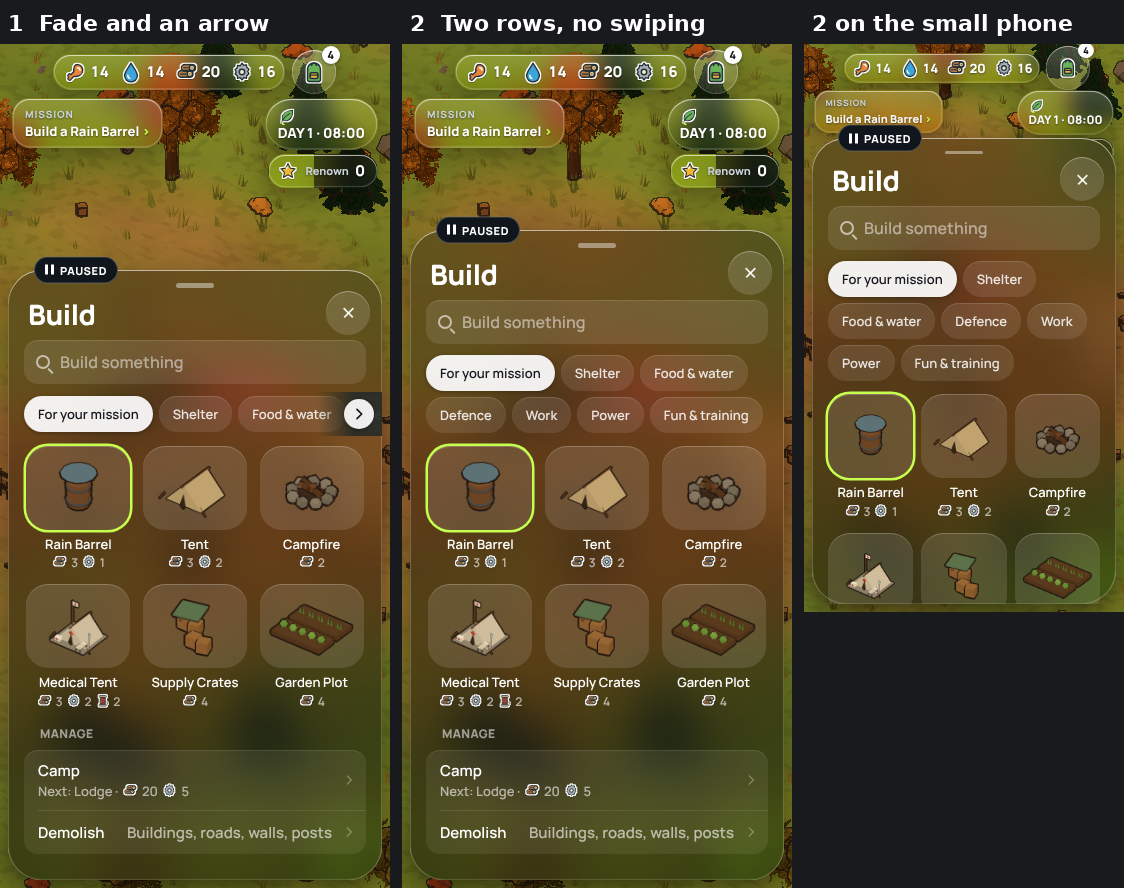 1 Fade and an arrow
14 14 20 16 4
MISSION
Build a Rain Barrel ›
DAY 1 · 08:00
Renown 0
PAUSED
Build
Build something
For your mission Shelter Food & water
Rain Barrel Tent Campfire
3 1 3 2 2
Medical Tent Supply Crates Garden Plot
3 2 2 4 4
MANAGE
Camp
Next: Lodge · 20 5
Demolish Buildings, roads, walls, posts
2 Two rows, no swiping
14 14 20 16 4
MISSION
Build a Rain Barrel ›
DAY 1 · 08:00
Renown 0
PAUSED
Build
Build something
For your mission Shelter Food & water
Defence Work Power Fun & training
Rain Barrel Tent Campfire
3 1 3 2 2
Medical Tent Supply Crates Garden Plot
3 2 2 4 4
MANAGE
Camp
Next: Lodge · 20 5
Demolish Buildings, roads, walls, posts
2 on the small phone
14 14 20 16 4
MISSION
Build a Rain Barrel ›
DAY 1 · 08:00
PAUSED
Build
Build something
For your mission Shelter
Food & water Defence Work
Power Fun & training
Rain Barrel Tent Campfire
3 1 3 2 2